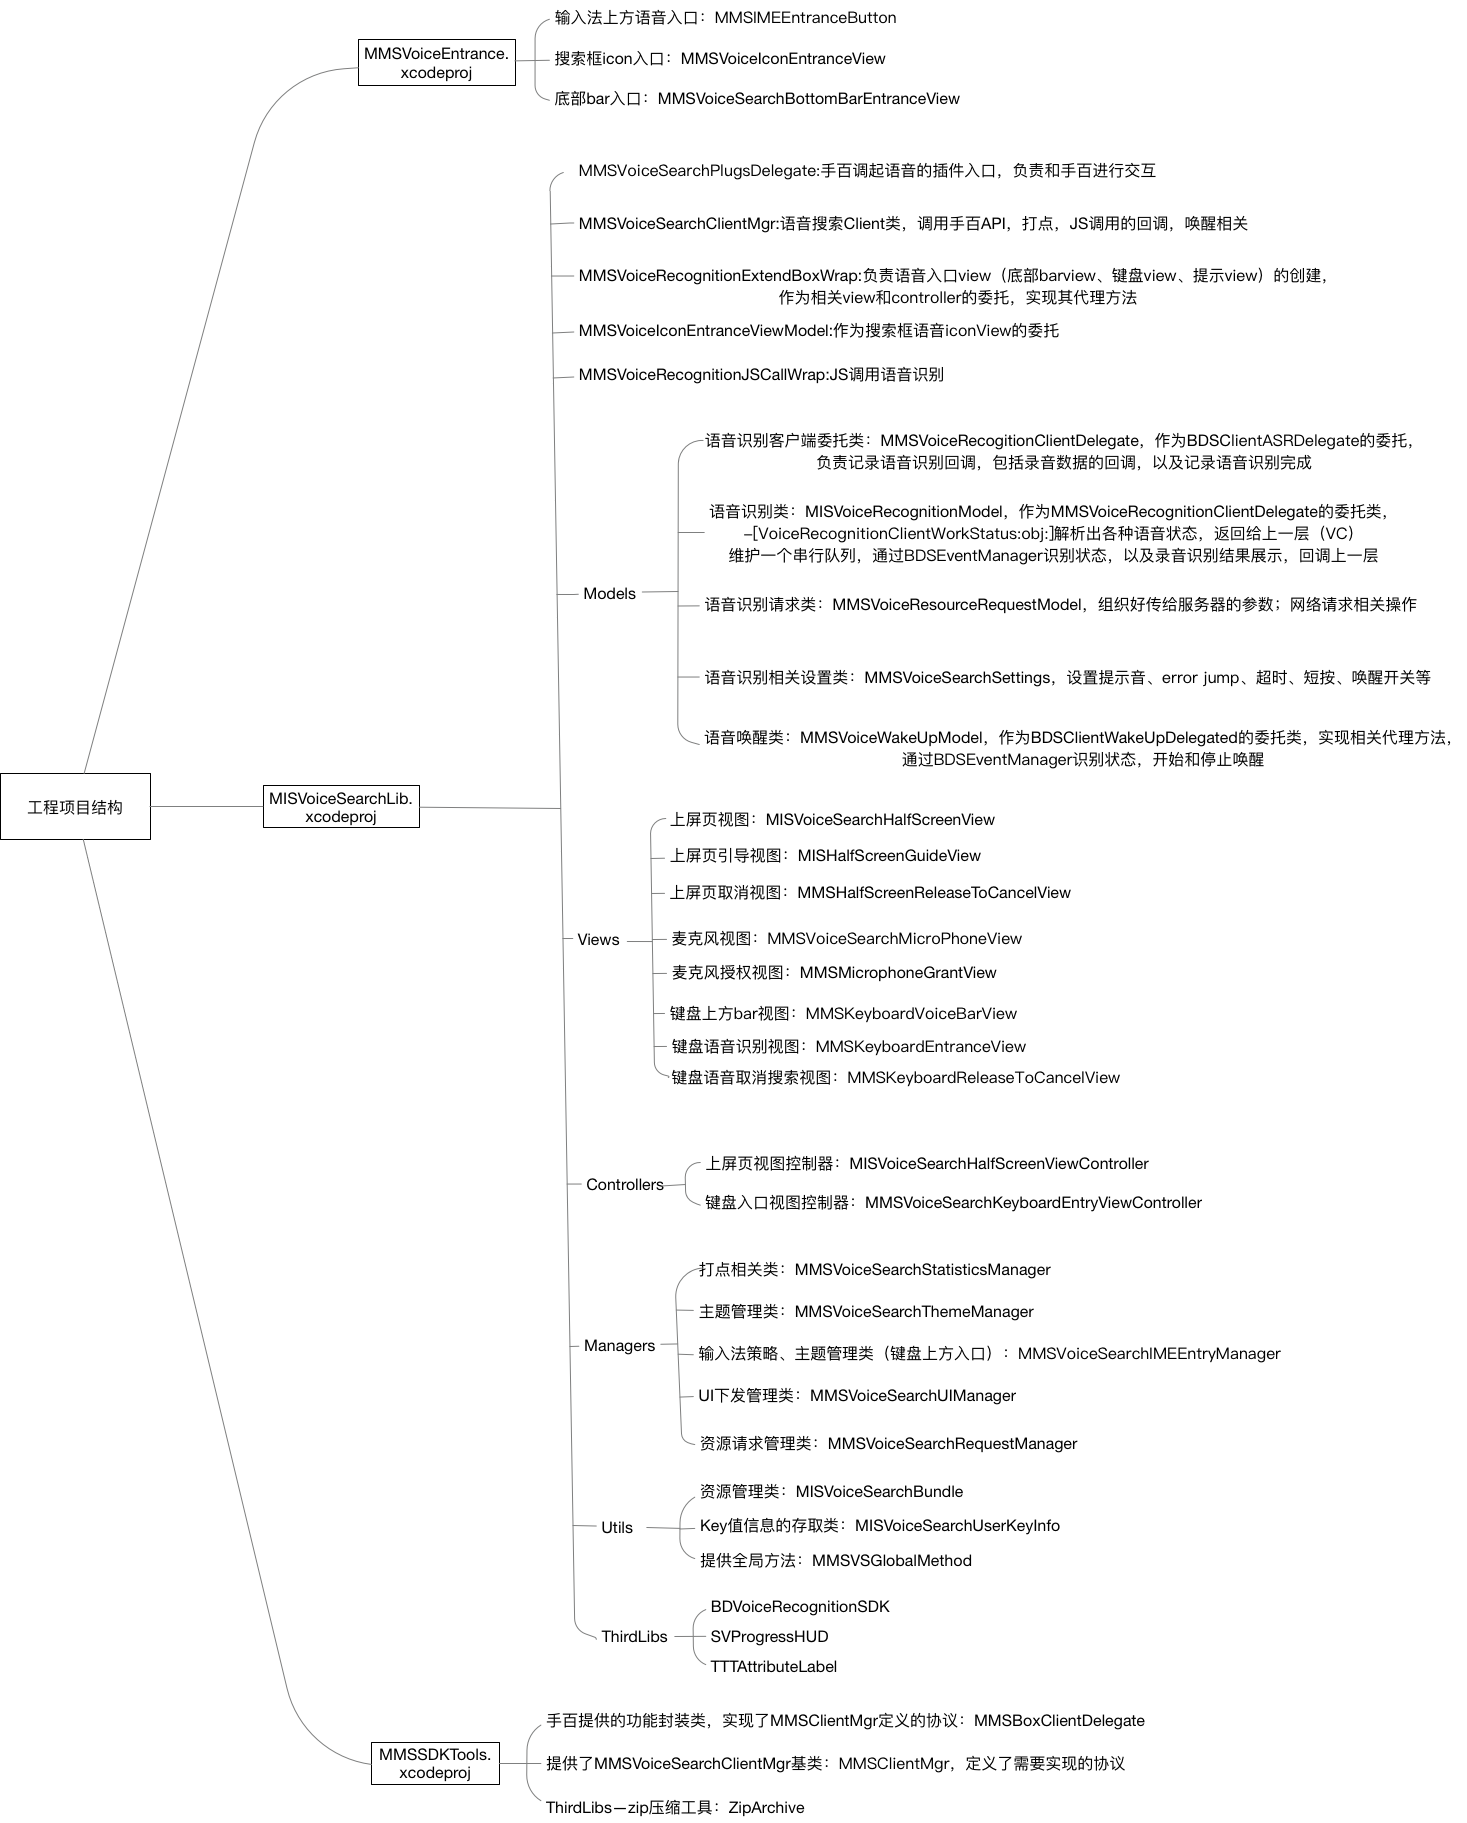 输入法上方语音入口：MMSIMEEntranceButton
MMSVoiceEntrance.
xcodeproj
搜索框icon入口：MMSVoiceIconEntranceView
底部bar入口：MMSVoiceSearchBottomBarEntranceView
MMSVoiceSearchPlugsDelegate:手百调起语音的插件入口，负责和手百进行交互
MMSVoiceSearchClientMgr:语音搜索Client类，调用手百API，打点，JS调用的回调，唤醒相关
MMSVoiceRecognitionExtendBoxWrap:负责语音入口view（底部barview、键盘view、提示view）的创建，
作为相关view和controller的委托，实现其代理方法
MMSVoiceIconEntranceViewModel:作为搜索框语音iconView的委托
MMSVoiceRecognitionJSCallWrap:JS调用语音识别
语音识别客户端委托类：MMSVoiceRecogitionClientDelegate，作为BDSClientASRDelegate的委托，
负责记录语音识别回调，包括录音数据的回调，以及记录语音识别完成
语音识别类：MISVoiceRecognitionModel，作为MMSVoiceRecognitionClientDelegate的委托类，
-[VoiceRecognitionClientWorkStatus:obj:]解析出各种语音状态，返回给上一层（VC）
维护一个串行队列，通过BDSEventManager识别状态，以及录音识别结果展示，回调上一层
Models
语音识别请求类：MMSVoiceResourceRequestModel，组织好传给服务器的参数；网络请求相关操作
语音识别相关设置类：MMSVoiceSearchSettings，设置提示音、error jump、超时、短按、唤醒开关等
语音唤醒类：MMSVoiceWakeUpModel，作为BDSClientWakeUpDelegated的委托类，实现相关代理方法，
通过BDSEventManager识别状态，开始和停止唤醒
工程项目结构
MISVoiceSearchLib.
xcodeproj
上屏页视图：MISVoiceSearchHalfScreenView
上屏页引导视图：MISHalfScreenGuideView
上屏页取消视图：MMSHalfScreenReleaseToCancelView
Views
麦克风视图：MMSVoiceSearchMicroPhoneView
麦克风授权视图：MMSMicrophoneGrantView
键盘上方bar视图：MMSKeyboardVoiceBarView
键盘语音识别视图：MMSKeyboardEntranceView
键盘语音取消搜索视图：MMSKeyboardReleaseToCancelView
上屏页视图控制器：MISVoiceSearchHalfScreenViewController
Controllers
键盘入口视图控制器：MMSVoiceSearchKeyboardEntryViewController
打点相关类：MMSVoiceSearchStatisticsManager
主题管理类：MMSVoiceSearchThemeManager
Managers
输入法策略、主题管理类（键盘上方入口）：MMSVoiceSearchIMEEntryManager
UI下发管理类：MMSVoiceSearchUIManager
资源请求管理类：MMSVoiceSearchRequestManager
资源管理类：MISVoiceSearchBundle
Utils
Key值信息的存取类：MISVoiceSearchUserKeyInfo
提供全局方法：MMSVSGlobalMethod
BDVoiceRecognitionSDK
ThirdLibs
SVProgressHUD
TTTAttributeLabel
手百提供的功能封装类，实现了MMSClientMgr定义的协议：MMSBoxClientDelegate
MMSSDKTools.
xcodeproj
提供了MMSVoiceSearchClientMgr基类：MMSClientMgr，定义了需要实现的协议
ThirdLibs—zip压缩工具：ZipArchive